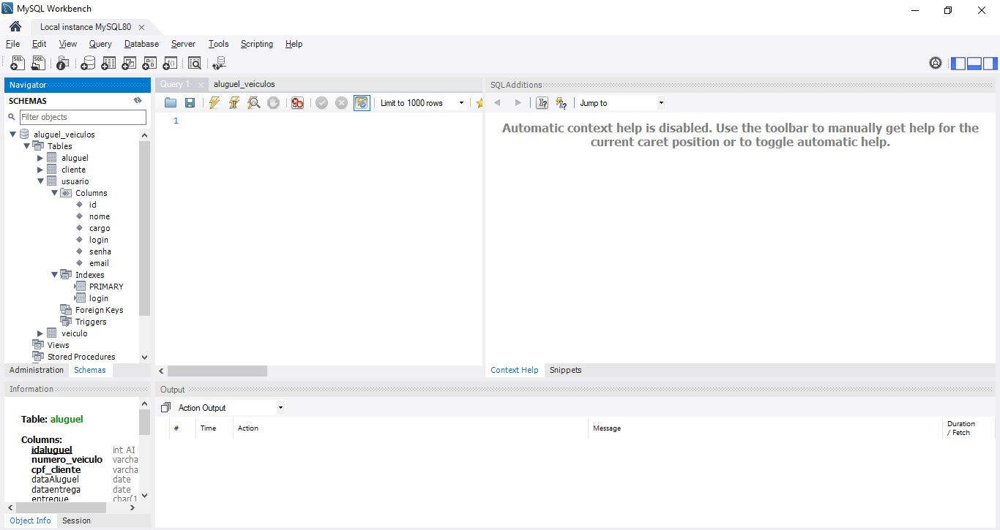 MySQL Workbench
Local instance MySQL80
File Edit View Query Database Server Tools Scripting Help
Navigator
SCHEMAS
Filter objects
aluguel_veiculos
Tables
aluguel
cliente
usuario
Columns
id
nome
cargo
login
senha
email
Indexes
PRIMARY
login
Foreign Keys
Triggers
veiculo
Views
Stored Procedures
Administration Schemas
Information
Table: aluguel
Columns:
idaluguel int AI
numero_veiculo varcha
cpf_cliente varcha
dataAluguel date
dataentrega date
entregue char(1
Object Info Session
Query 1 aluguel_veiculos
Limit to 1000 rows
1
SQLAdditions
Jump to
Automatic context help is disabled. Use the toolbar to manually get help for the
current caret position or to toggle automatic help.
Context Help Snippets
Output
Action Output
# Time Action Message Duration
/ Fetch